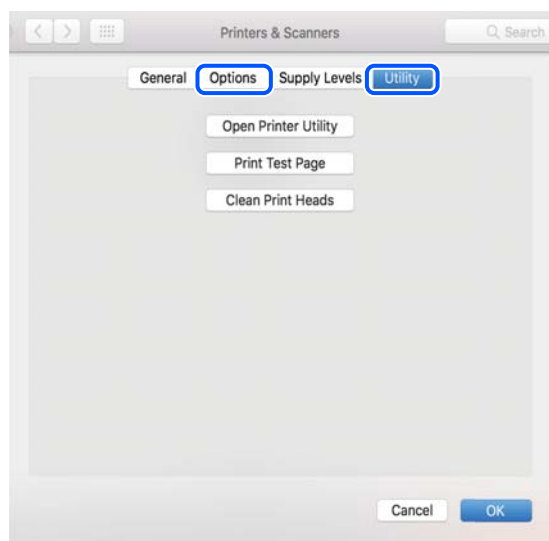 Printers & Scanners Search
General Options Supply Levels Utility
Open Printer Utility
Print Test Page
Clean Print Heads
Cancel OK